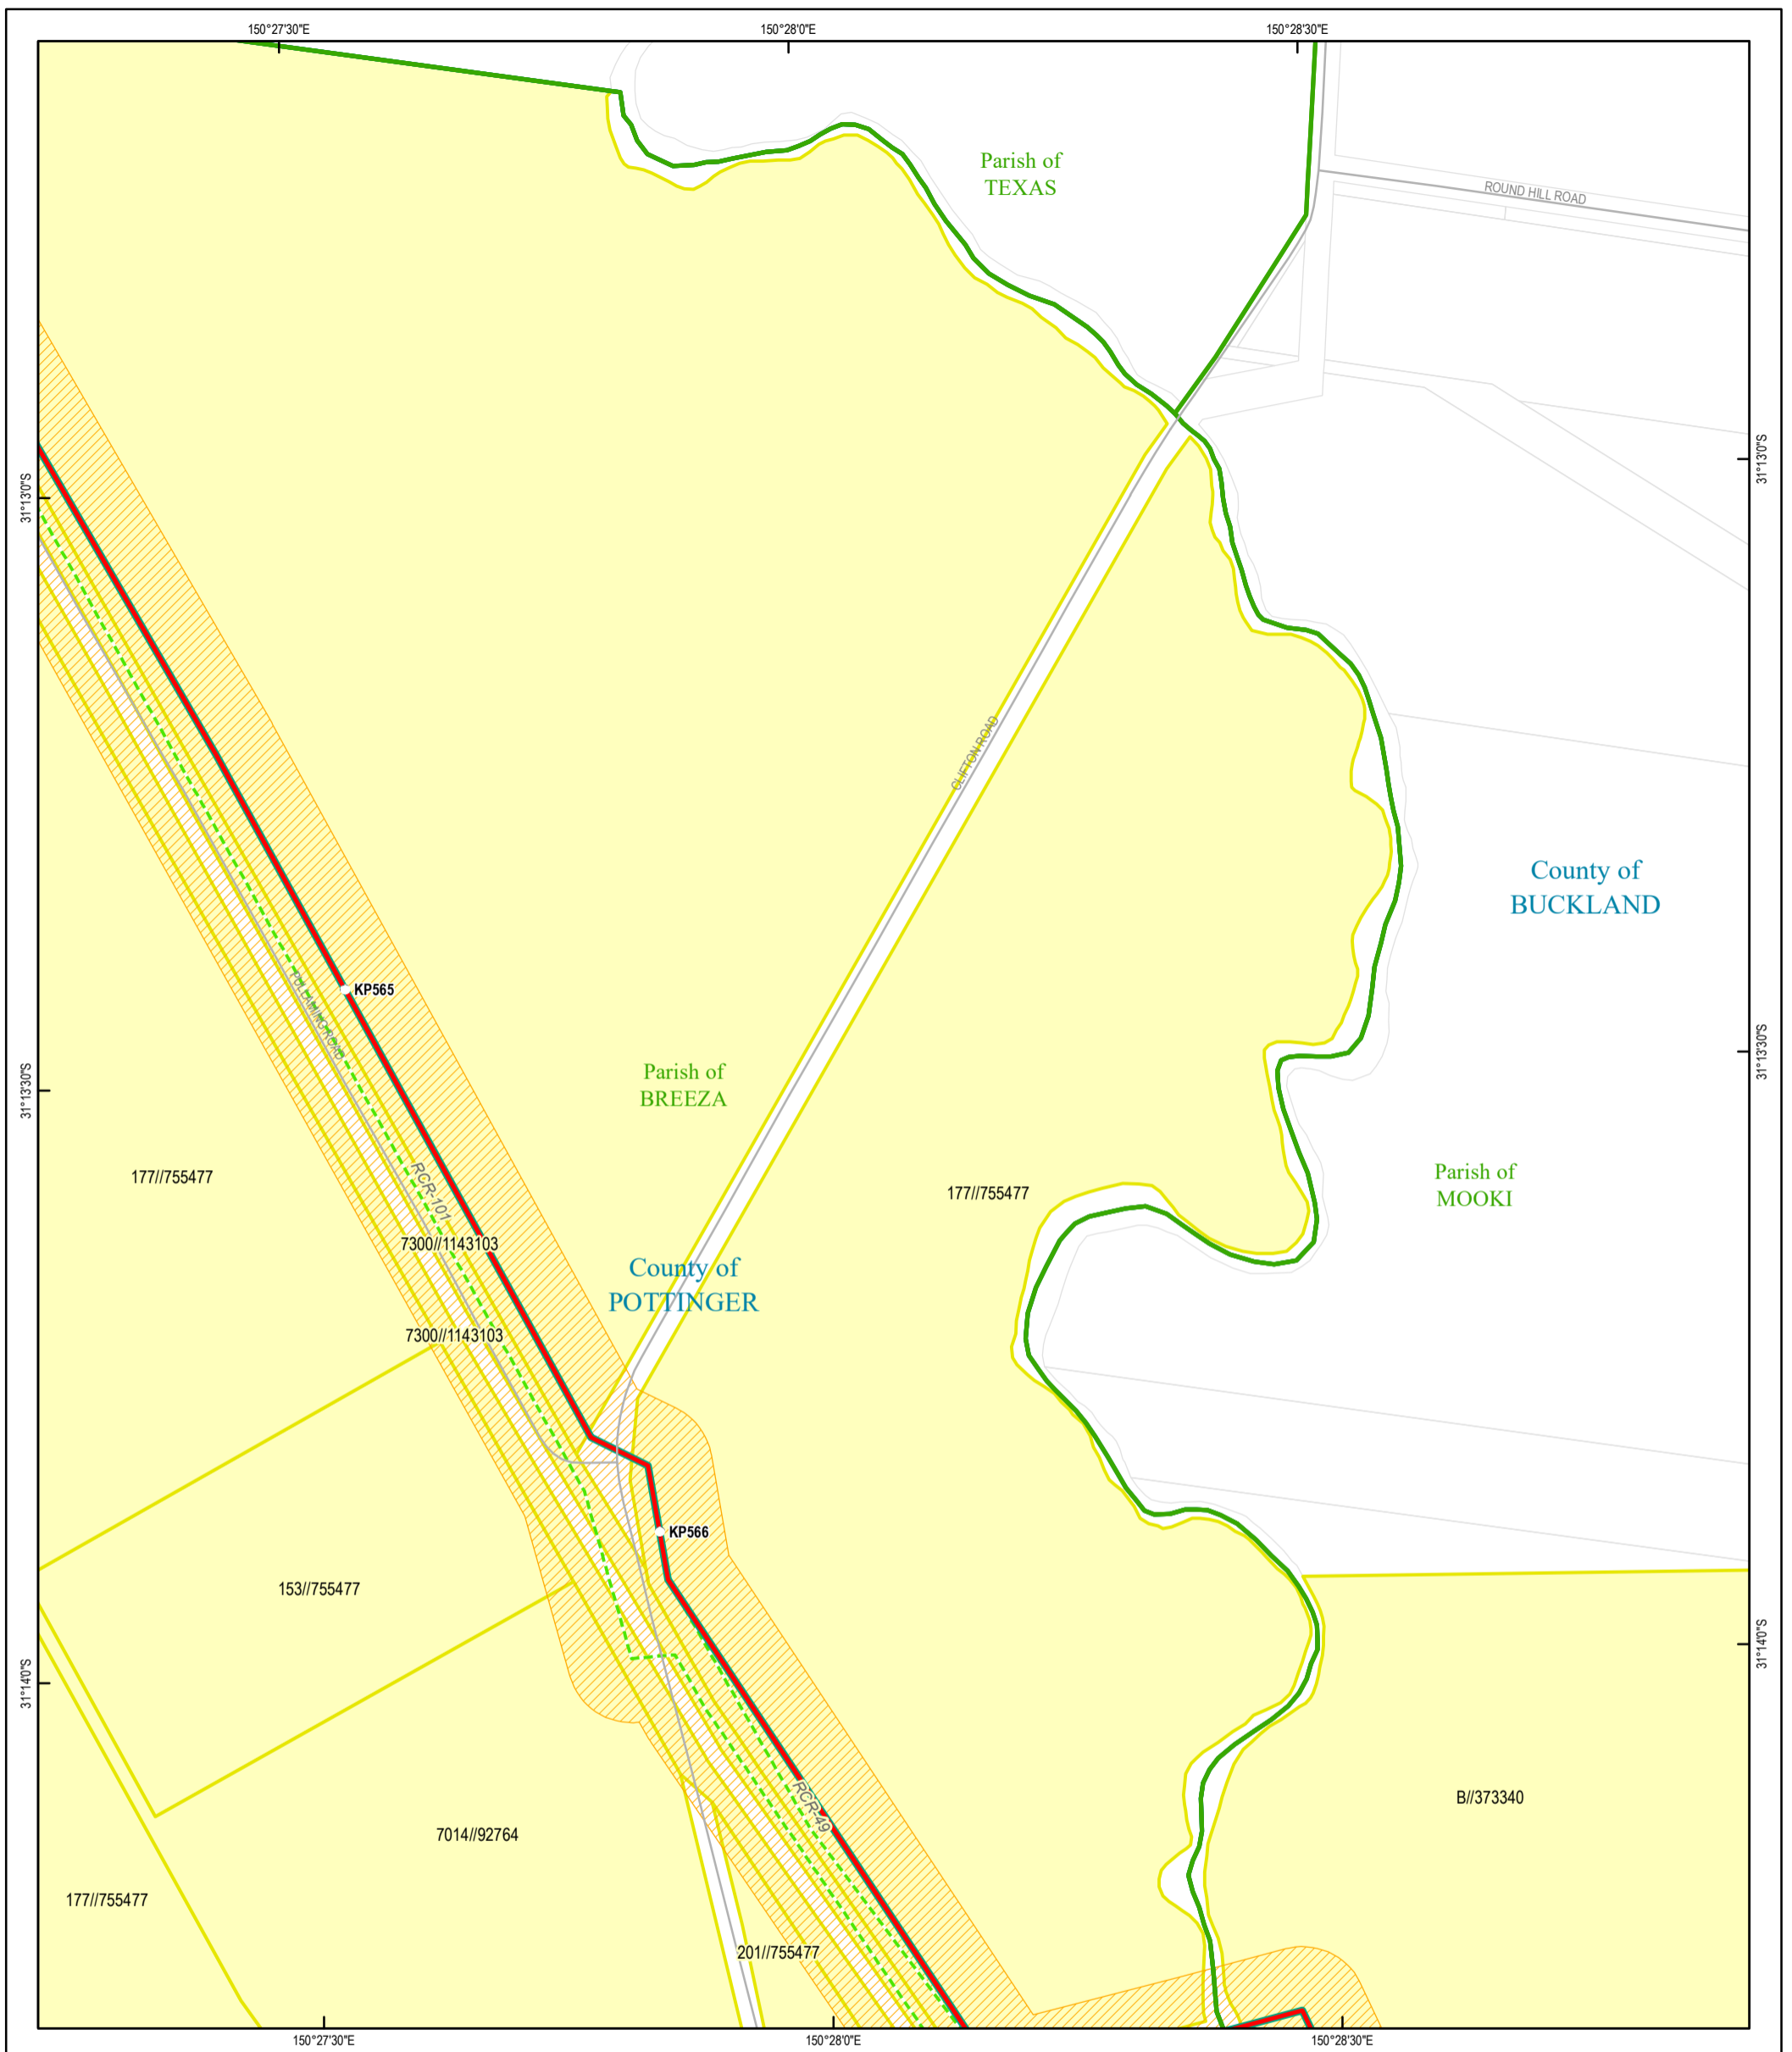 150°27'30"E
150°28'0"E
150°28'30"E
Parish of
TEXAS
ROUND HILL ROAD
31°13'0"S
31°13'0"S
CLIFTON ROAD
County of
BUCKLAND
PULLAMING ROAD
KP565
Parish of
BREEZA
31°13'30"S
31°13'30"S
177//755477
RCR-101
177//755477
Parish of
MOOKI
7300//1143103
County of
POTTINGER
7300//1143103
KP566
153//755477
31°14'0"S
31°14'0"S
RCR-49
B//373340
7014//92764
177//755477
201//755477
150°27'30"E
150°28'0"E
150°28'30"E